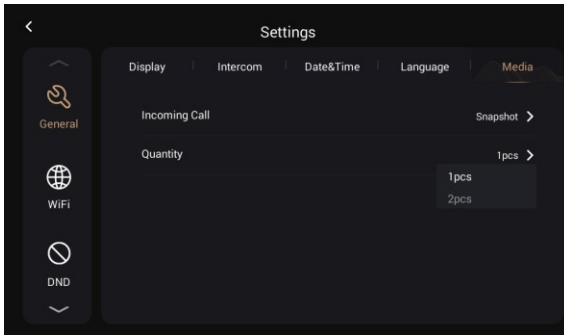 Settings
Display Intercom Date&Time Language Media
General
Incoming Call Snapshot
Quantity 1pcs
1pcs
2pcs
WiFi
DND